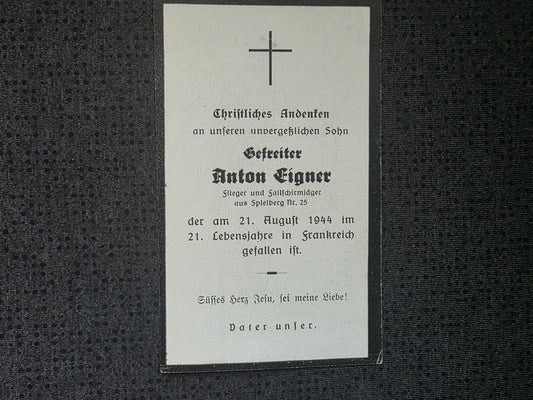 Christliches Andenken
an unseren unvergeßlichen Sohn
Gefreiter
Anton Eigner
Flieger und Fallschirmjäger
aus Spielberg Nr. 25
der am 21. August 1944 im
21. Lebensjahre in Frankreich
gefallen ist.
Süsses Herz Jesu, sei meine Liebe!
Vater unser.